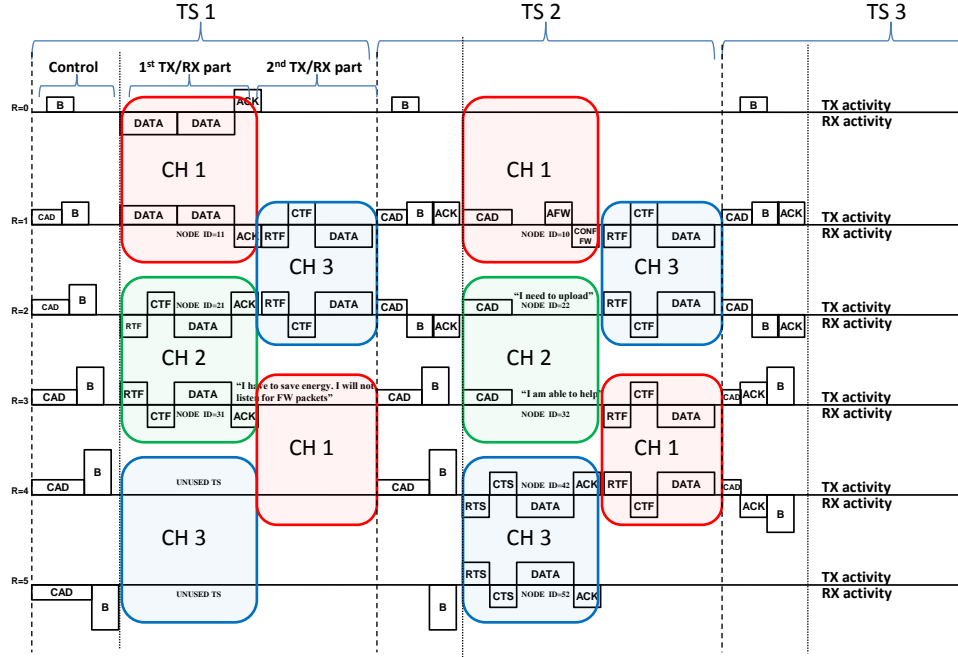 TS 1 TS 2 TS 3
Control 1st TX/RX part 2nd TX/RX part
R=0 B ACK B B TX activity
DATA DATA RX activity
CH 1 CH 1
R=1 CAD B DATA DATA CTF CAD B ACK CAD AFW CTF CAD B ACK TX activity
NODE ID=11 ACK RTF DATA NODE ID=10 CONF FW RTF DATA RX activity
CH 3 CH 3
"I need to upload"
R=2 CAD B CTF NODE ID=21 ACK RTF DATA CAD CAD NODE ID=22 RTF DATA CAD TX activity
RTF DATA CTF B ACK CTF B ACK RX activity
CH 2 CH 2
"I have to save energy. I will not
listen for FW packets"
"I am able to help"
R=3 CAD B RTF DATA CAD B CAD CTF CAD ACK B TX activity
CTF NODE ID=31 ACK NODE ID=32 RTF DATA RX activity
CH 1 CH 1
R=4 CAD B UNUSED TS CAD B CTS NODE ID=42 ACK RTF DATA CAD TX activity
RTS DATA CTF ACK B RX activity
CH 3 CH 3
R=5 RTS DATA TX activity
CAD B UNUSED TS B CTS NODE ID=52 ACK RX activity